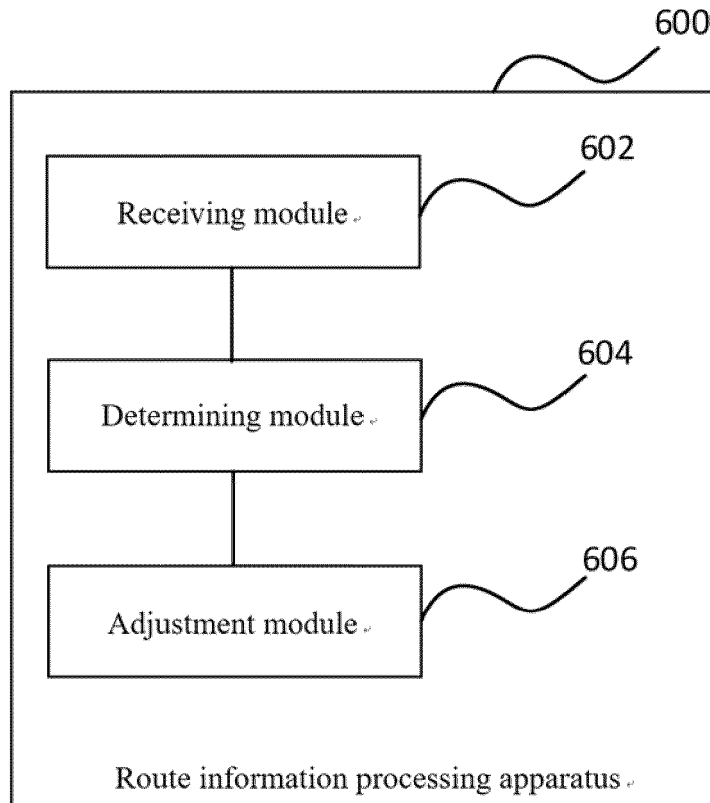 600
602
Receiving module
604
Determining module
606
Adjustment module
Route information processing apparatus